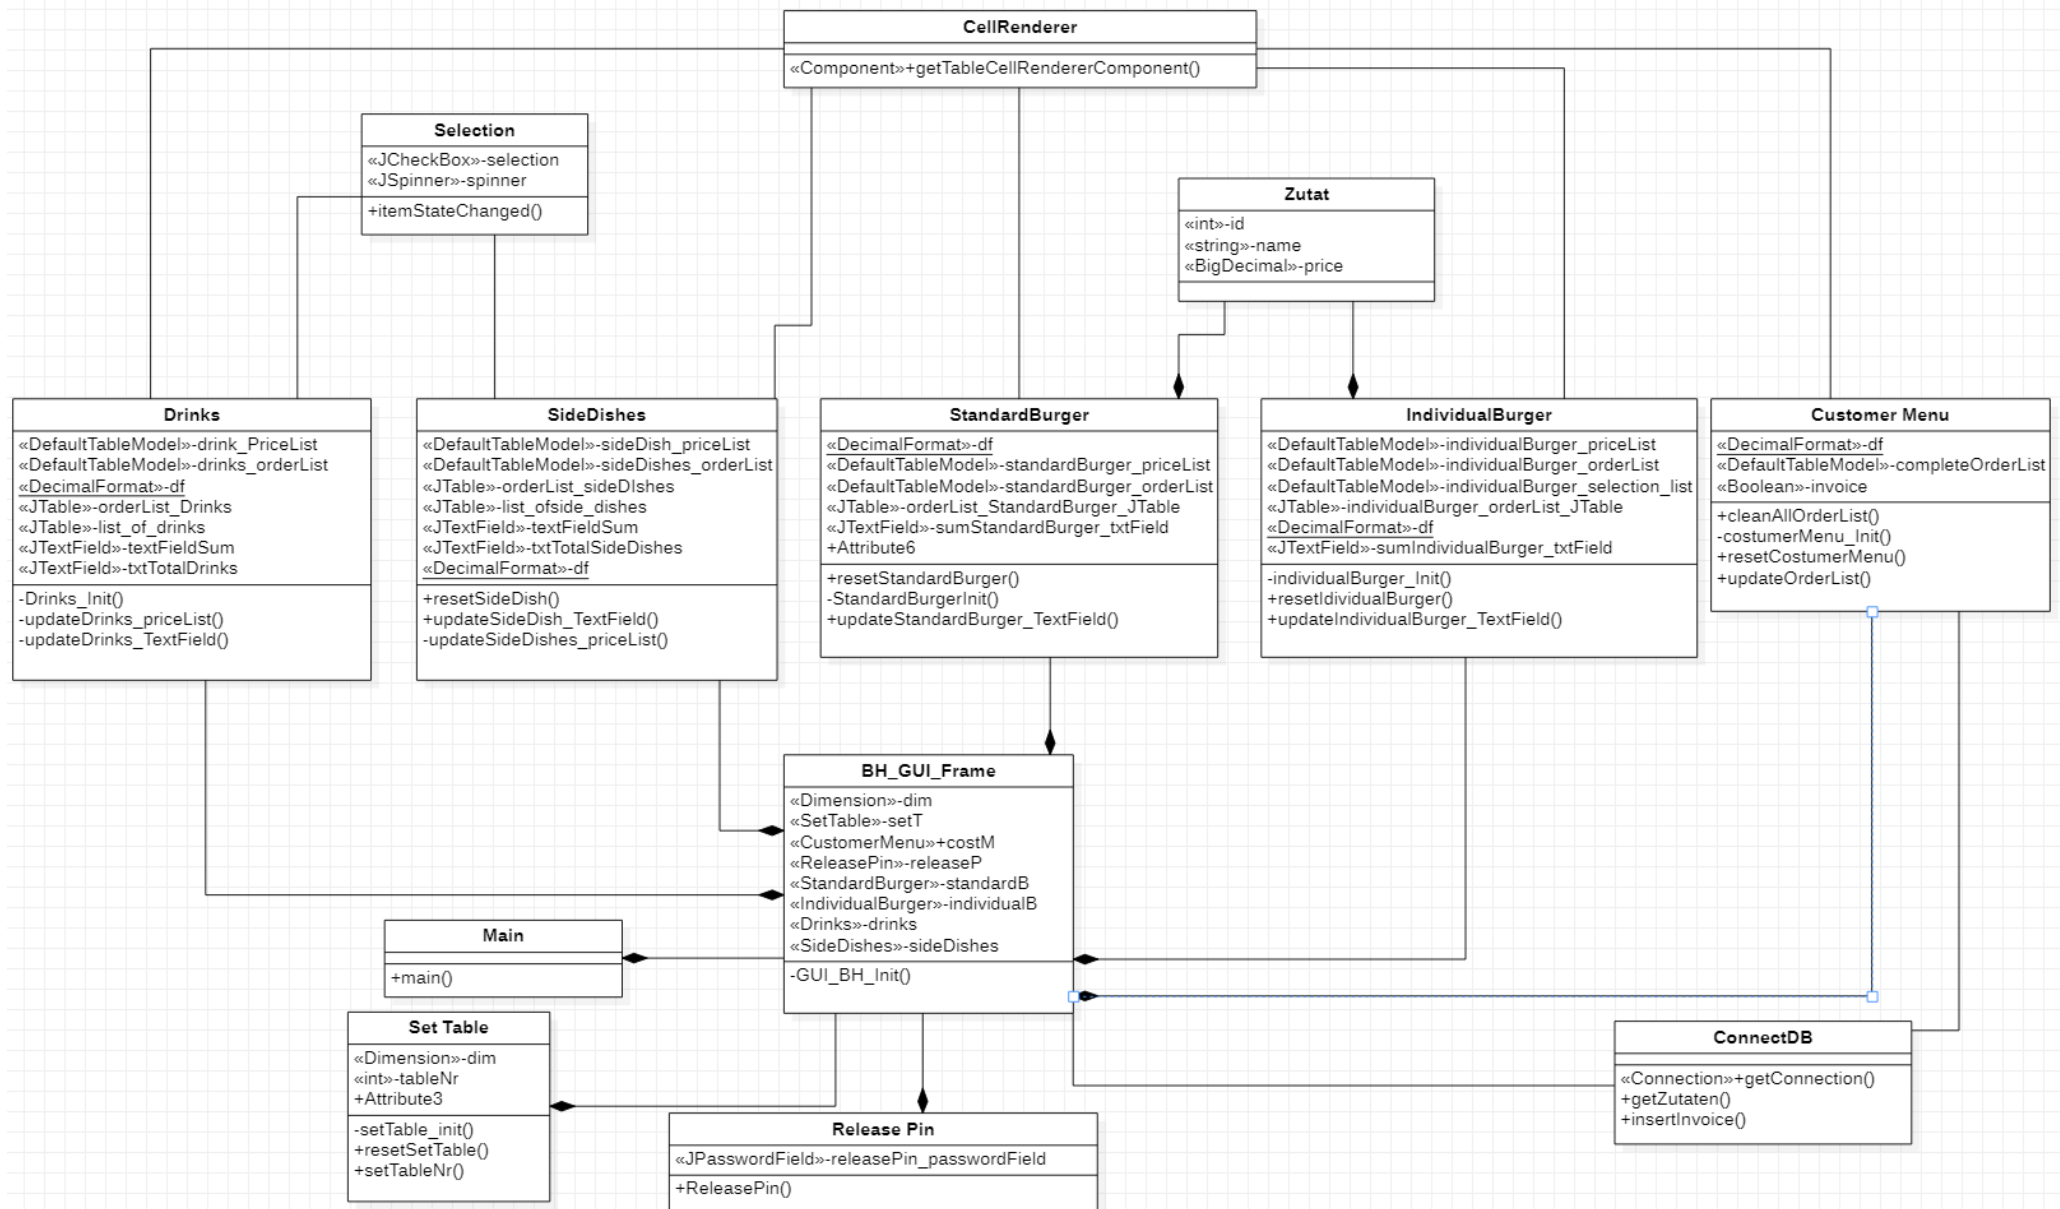 CellRenderer
«Component»+getTableCellRendererComponent()
Selection
«JCheckBox»-selection
«JSpinner»-spinner
+itemStateChanged()
Zutat
«int»-id
«string»-name
«BigDecimal»-price
Drinks
«DefaultTableModel»-drink_PriceList
«DefaultTableModel»-drinks_orderList
«DecimalFormat»-df
«JTable»-orderList_Drinks
«JTable»-list_of_drinks
«JTextField»-textFieldSum
«JTextField»-txtTotalDrinks
-Drinks_Init()
-updateDrinks_priceList()
-updateDrinks_TextField()
SideDishes
«DefaultTableModel»-sideDish_priceList
«DefaultTableModel»-sideDishes_orderList
«JTable»-orderList_sideDIshes
«JTable»-list_ofside_dishes
«JTextField»-textFieldSum
«JTextField»-txtTotalSideDishes
«DecimalFormat»-df
+resetSideDish()
+updateSideDish_TextField()
-updateSideDishes_priceList()
StandardBurger
«DecimalFormat»-df
«DefaultTableModel»-standardBurger_priceList
«DefaultTableModel»-standardBurger_orderList
«JTable»-orderList_StandardBurger_JTable
«JTextField»-sumStandardBurger_txtField
+Attribute6
+resetStandardBurger()
-StandardBurgerInit()
+updateStandardBurger_TextField()
IndividualBurger
«DefaultTableModel»-individualBurger_priceList
«DefaultTableModel»-individualBurger_orderList
«DefaultTableModel»-individualBurger_selection_list
«JTable»-individualBurger_orderList_JTable
«DecimalFormat»-df
«JTextField»-sumIndividualBurger_txtField
-individualBurger_Init()
+resetIdividualBurger()
+updateIndividualBurger_TextField()
Customer Menu
«DecimalFormat»-df
«DefaultTableModel»-completeOrderList
«Boolean»-invoice
+cleanAllOrderList()
-costumerMenu_Init()
+resetCostumerMenu()
+updateOrderList()
BH_GUI_Frame
«Dimension»-dim
«SetTable»-setT
«CustomerMenu»+costM
«ReleasePin»-releaseP
«StandardBurger»-standardB
«IndividualBurger»-individualB
«Drinks»-drinks
«SideDishes»-sideDishes
-GUI_BH_Init()
Main
+main()
Set Table
«Dimension»-dim
«int»-tableNr
+Attribute3
-setTable_init()
+resetSetTable()
+setTableNr()
Release Pin
«JPasswordField»-releasePin_passwordField
+ReleasePin()
ConnectDB
«Connection»+getConnection()
+getZutaten()
+insertInvoice()